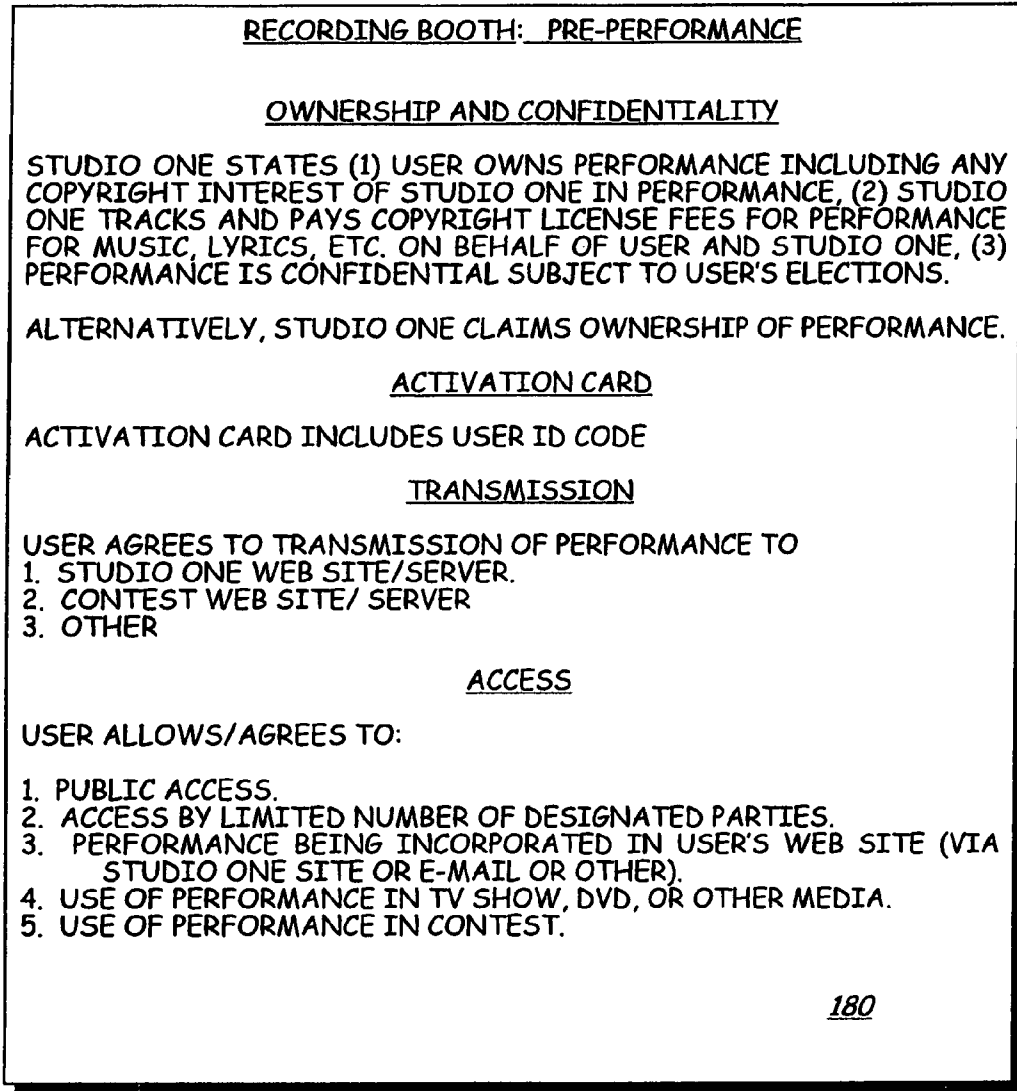 RECORDING BOOTH: PRE-PERFORMANCE
OWNERSHIP AND CONFIDENTIALITY
STUDIO ONE STATES (1) USER OWNS PERFORMANCE INCLUDING ANY
COPYRIGHT INTEREST OF STUDIO ONE IN PERFORMANCE, (2) STUDIO
ONE TRACKS AND PAYS COPYRIGHT LICENSE FEES FOR PERFORMANCE
FOR MUSIC, LYRICS, ETC. ON BEHALF OF USER AND STUDIO ONE, (3)
PERFORMANCE IS CONFIDENTIAL SUBJECT TO USER'S ELECTIONS.
ALTERNATIVELY, STUDIO ONE CLAIMS OWNERSHIP OF PERFORMANCE.
ACTIVATION CARD
ACTIVATION CARD INCLUDES USER ID CODE
TRANSMISSION
USER AGREES TO TRANSMISSION OF PERFORMANCE TO
1. STUDIO ONE WEB SITE/SERVER.
2. CONTEST WEB SITE/ SERVER
3. OTHER
ACCESS
USER ALLOWS/AGREES TO:
1. PUBLIC ACCESS.
2. ACCESS BY LIMITED NUMBER OF DESIGNATED PARTIES.
3. PERFORMANCE BEING INCORPORATED IN USER'S WEB SITE (VIA
STUDIO ONE SITE OR E-MAIL OR OTHER).
4. USE OF PERFORMANCE IN TV SHOW, DVD, OR OTHER MEDIA.
5. USE OF PERFORMANCE IN CONTEST.
180